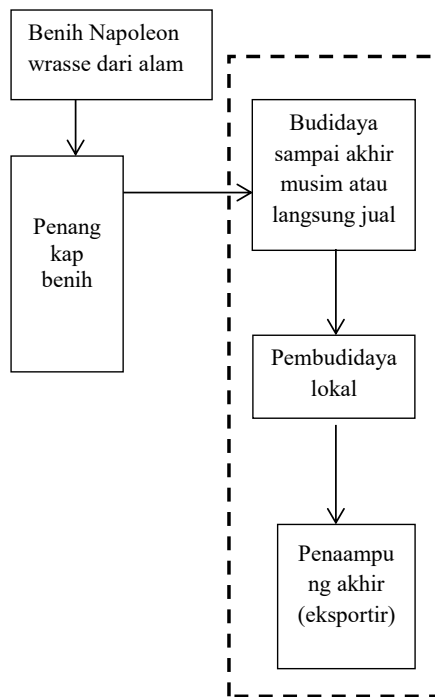 Benih Napoleon
wrasse dari alam
Penang
kap
benih
Budidaya
sampai akhir
musim atau
langsung jual
Pembudidaya
lokal
Penaampu
ng akhir
(eksportir)